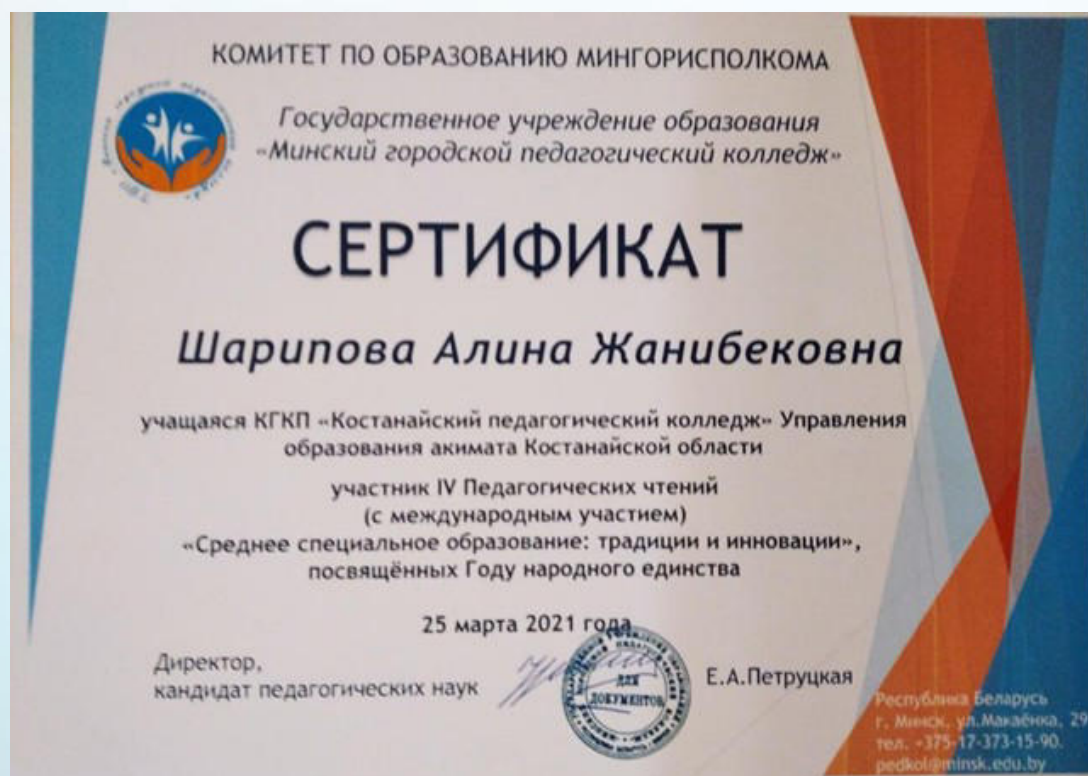 КОМИТЕТ ПО ОБРАЗОВАНИЮ МИНГОРИСПОЛКОМА
Государственное учреждение образования
«Минский городской педагогический колледж»
СЕРТИФИКАТ
Шарипова Алина Жанибековна
учащаяся КГКП «Костанайский педагогический колледж» Управления
образования акимата Костанайской области
участник IV Педагогических чтений
(с международным участием)
«Среднее специальное образование: традиции и инновации»,
посвящённых Году народного единства
25 марта 2021 года
Директор,
кандидат педагогических наук
ДЛЯ
ДОКУМЕНТОВ
Е.А.Петруцкая
Республика Беларусь
г. Минск, ул.Макаёнка, 29
тел. +375-17-373-15-90.
pedkol@minsk.edu.by